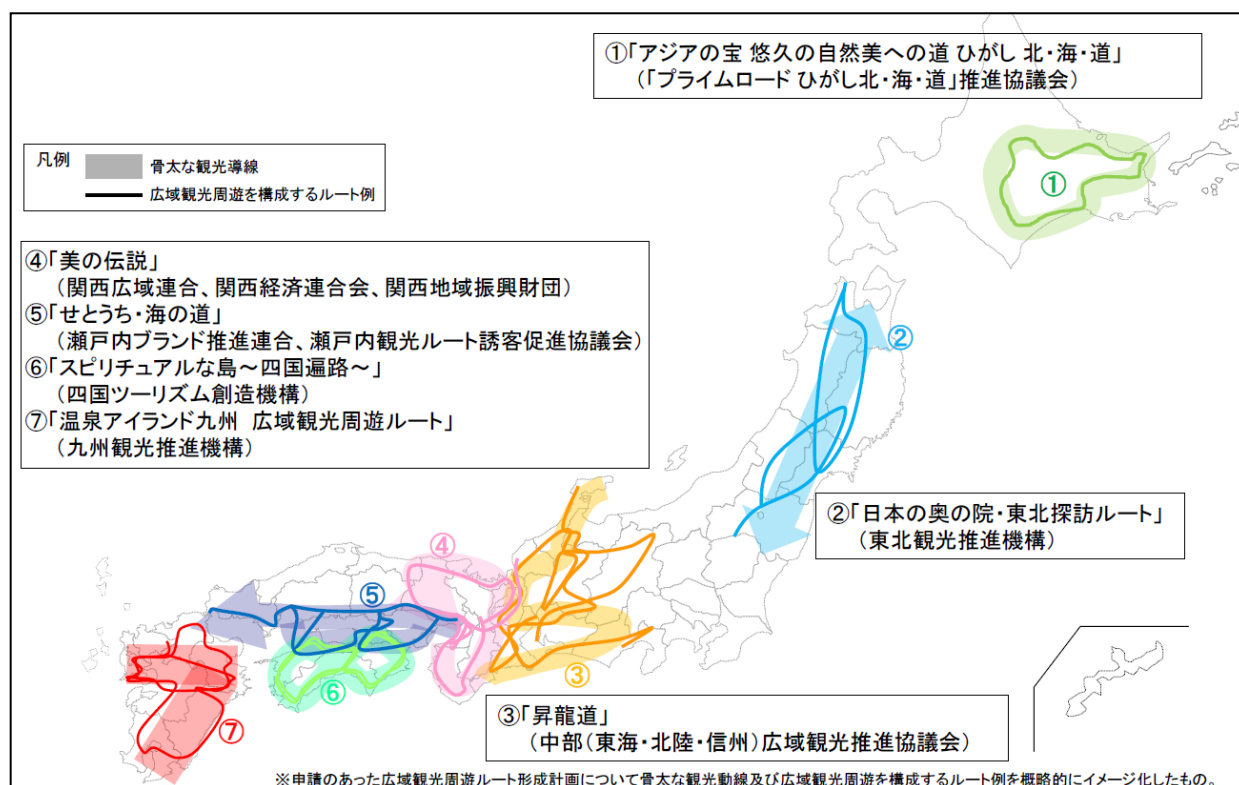 ①「アジアの宝 悠久の自然美への道 ひがし 北・海・道」
（「プライムロード ひがし北・海・道」推進協議会）
凡例
骨太な観光導線
広域観光周遊を構成するルート例
①
④「美の伝説」
（関西広域連合、関西経済連合会、関西地域振興財団）
⑤「せとうち・海の道」
（瀬戸内ブランド推進連合、瀬戸内観光ルート誘客促進協議会）
⑥「スピリチュアルな島～四国遍路～」
（四国ツーリズム創造機構）
⑦「温泉アイランド九州 広域観光周遊ルート」
（九州観光推進機構）
②
②「日本の奥の院・東北探訪ルート」
（東北観光推進機構）
④
⑤
③
⑥
⑦
③「昇龍道」
（中部（東海・北陸・信州）広域観光推進協議会）
※申請のあった広域観光周遊ルート形成計画について骨太な観光動線及び広域観光周遊を構成するルート例を概略的にイメージ化したもの。